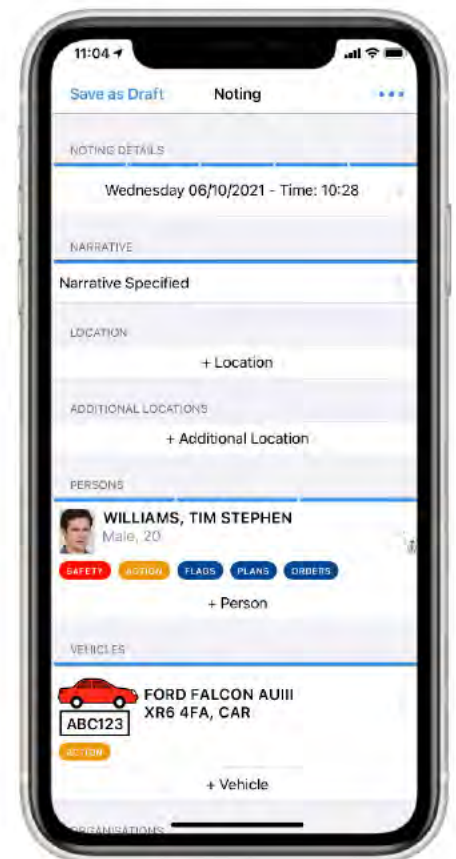 11:04
Save as Draft Noting
NOTING DETAILS
Wednesday 06/10/2021 - Time: 10:28
NARRATIVE
Narrative Specified
LOCATION
+ Location
ADDITIONAL LOCATIONS
+ Additional Location
PERSONS
WILLIAMS, TIM STEPHEN
Male, 20
SAFETY ACTION FLAGS PLANS ORDERS
+ Person
VEHICLES
FORD FALCON AUIII
XR6 4FA, CAR
ABC123
ACTION
+ Vehicle
ORGANISATIONS